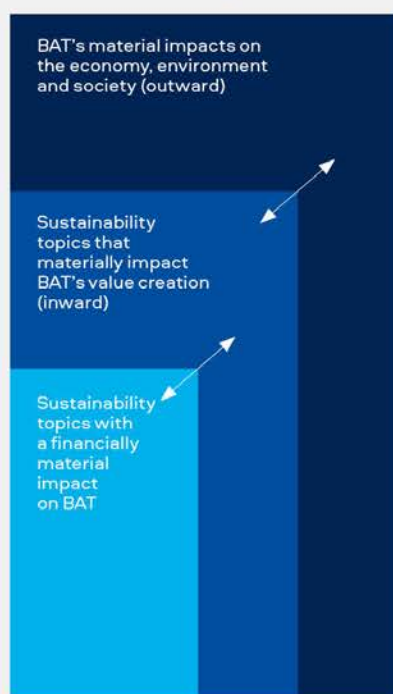 BAT's material impacts on
the economy, environment
and society (outward)
Sustainability
topics that
materially impact
BAT's value creation
(inward)
Sustainability
topics with
a financially
material
impact
on BAT